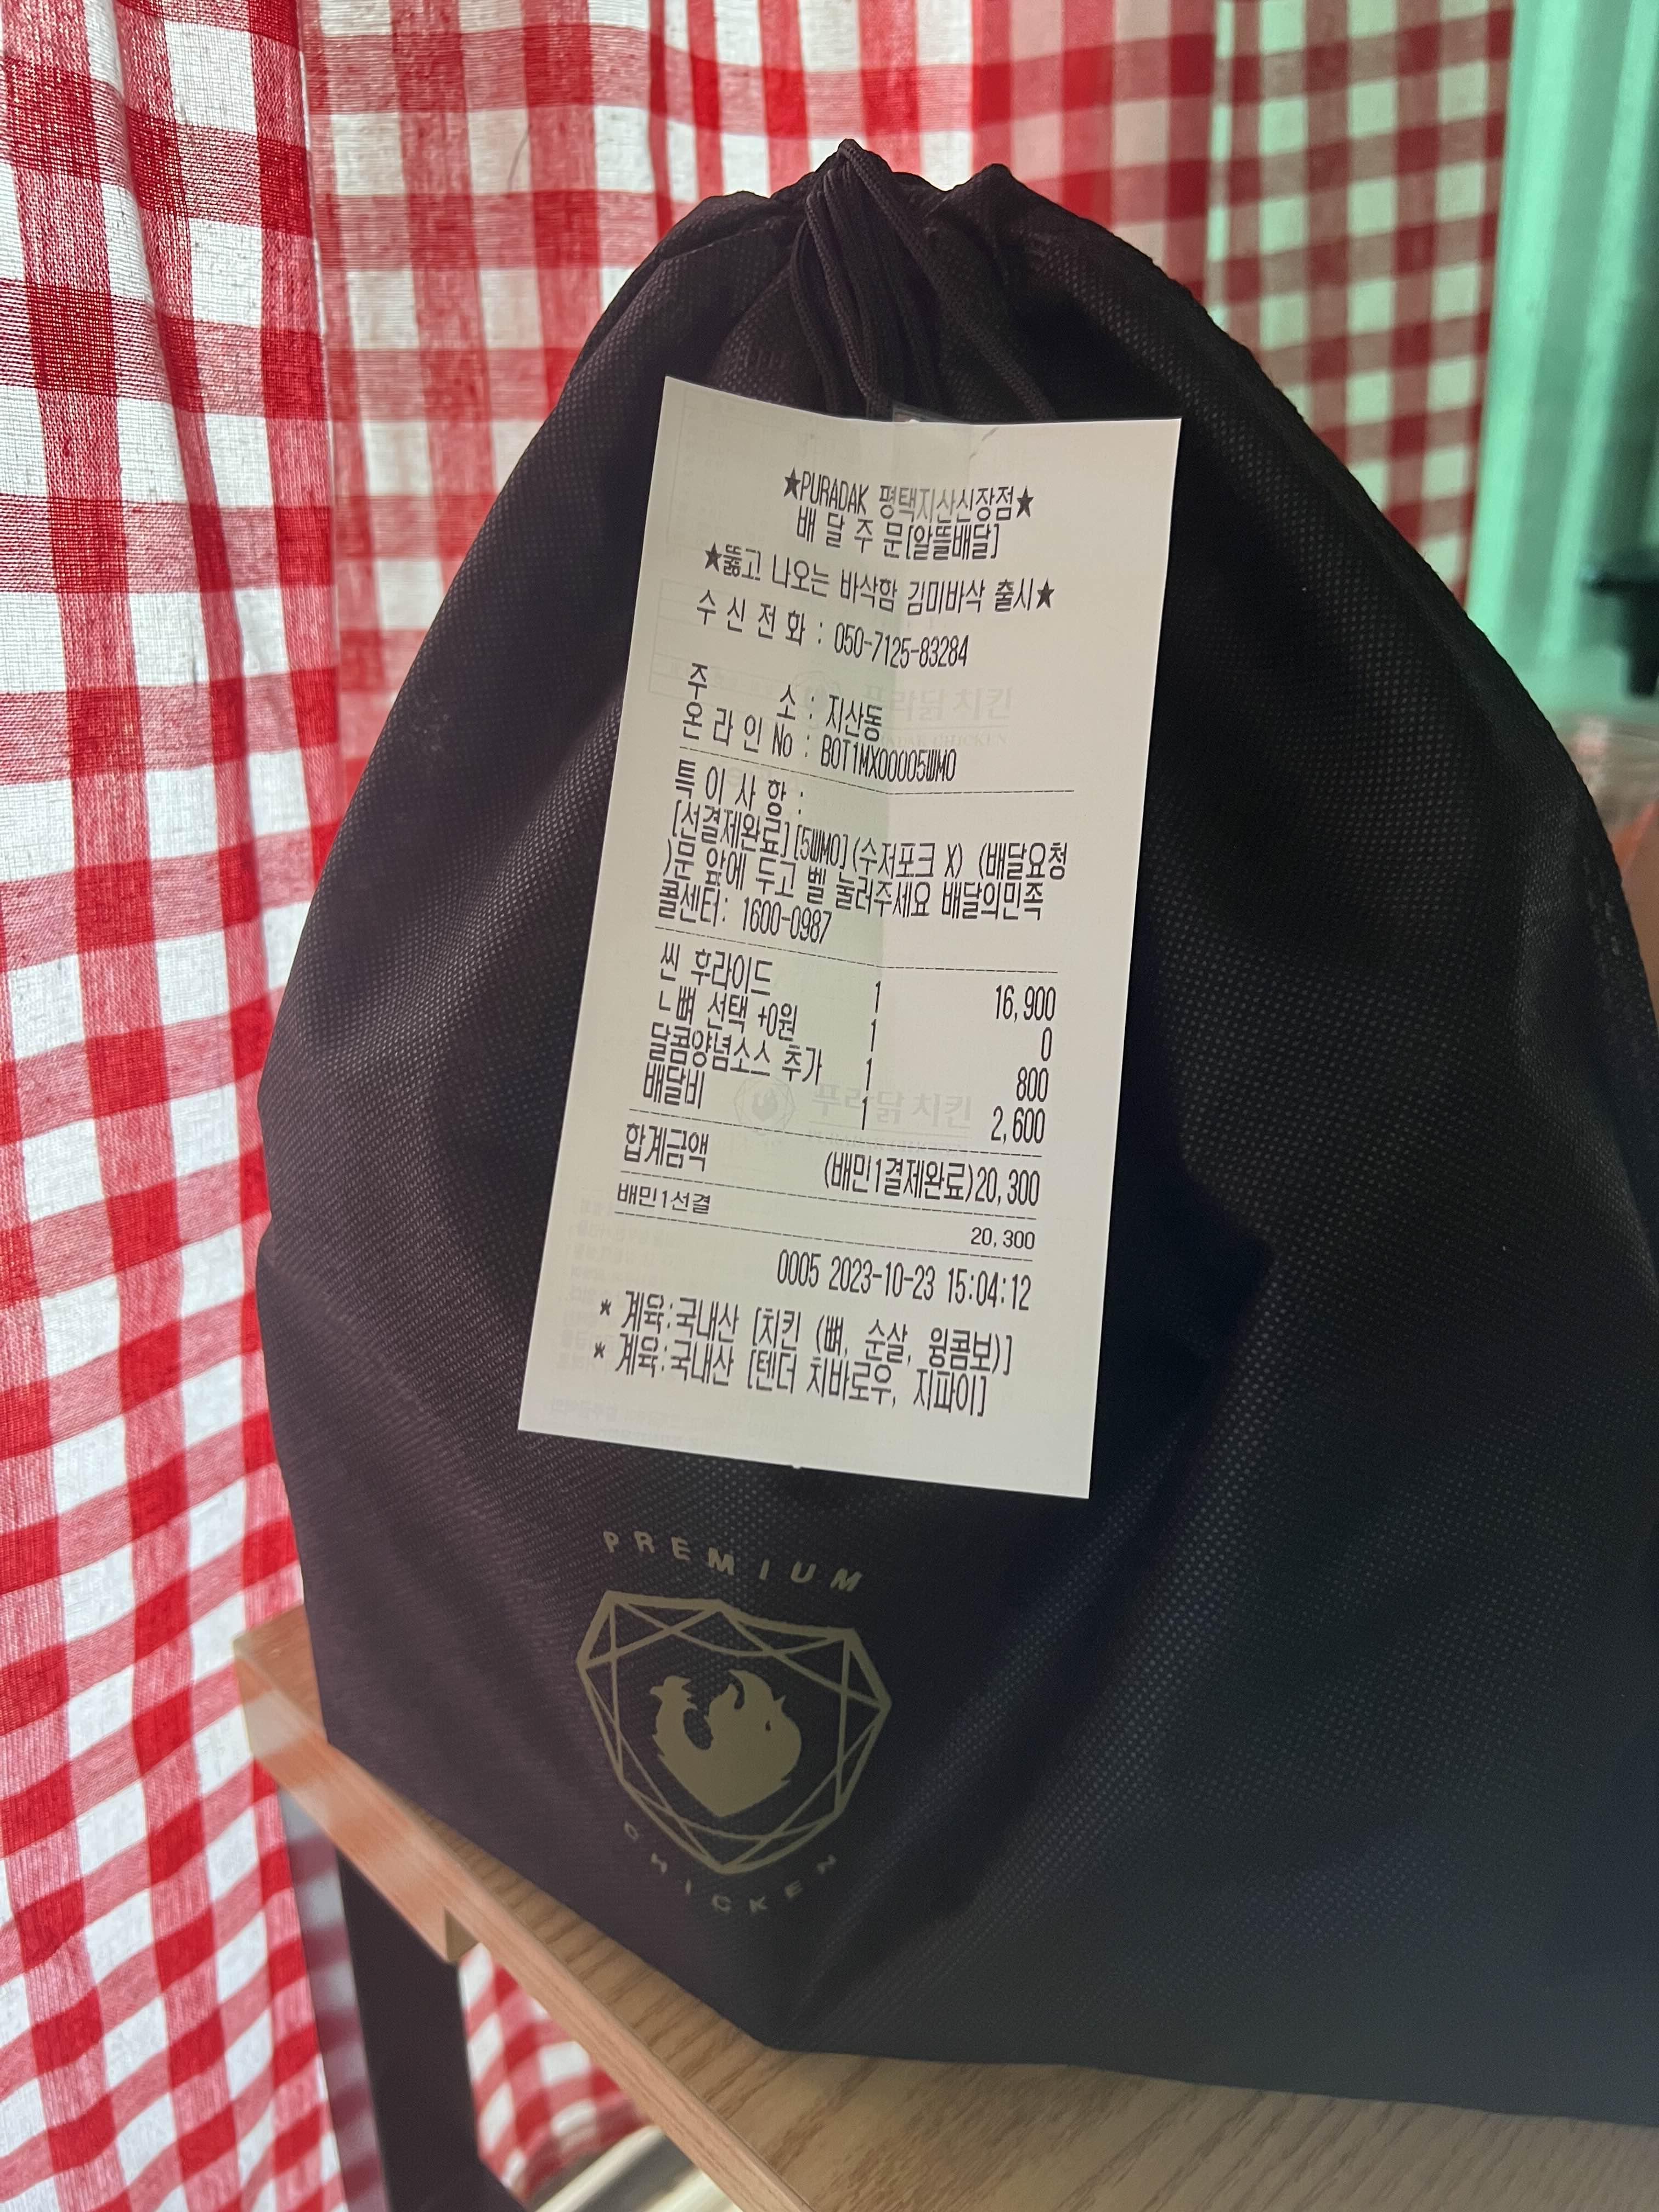 ★PURADAK 평택지산신장점★
배 달 주 문[알뜰배달]
★뚫고 나오는 바삭함 김미바삭 출시★
수 신 전 화 : 050-7125-83284
주 소 : 지산동
온 라 인 No : BOT1MX00005WMO
특 이 사 항 :
[선결제완료][5WMO](수저포크 X) (배달요청
)문 앞에 두고 벨 눌러주세요 배달의민족
콜센터: 1600-0987
씬 후라이드 1 16,900
ㄴ뼈 선택 +0원 1 0
달콤양념소스 추가 1 800
배달비 1 2,600
합계금액 (배민1결제완료)20,300
배민1선결 20,300
0005 2023-10-23 15:04:12
* 계육:국내산 [치킨 (뼈, 순살, 윙콤보)]
* 계육:국내산 [텐더 치바로우, 지파이]
PREMIUM
CHICKEN